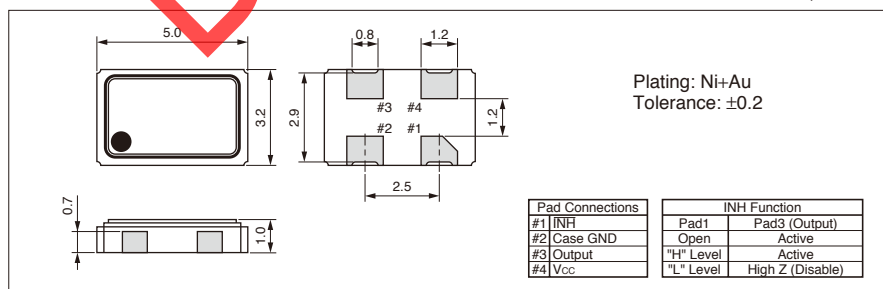 5.0
3.2
0.7
1.0
0.8
1.2
2.9
#3 #4
#2 #1
1.2
2.5
Plating: Ni+Au
Tolerance: ±0.2
Pad Connections
#1 I̅N̅H̅
#2 Case GND
#3 Output
#4 Vcc
INH Function
Pad1 Pad3 (Output)
Open Active
"H" Level Active
"L" Level High Z (Disable)